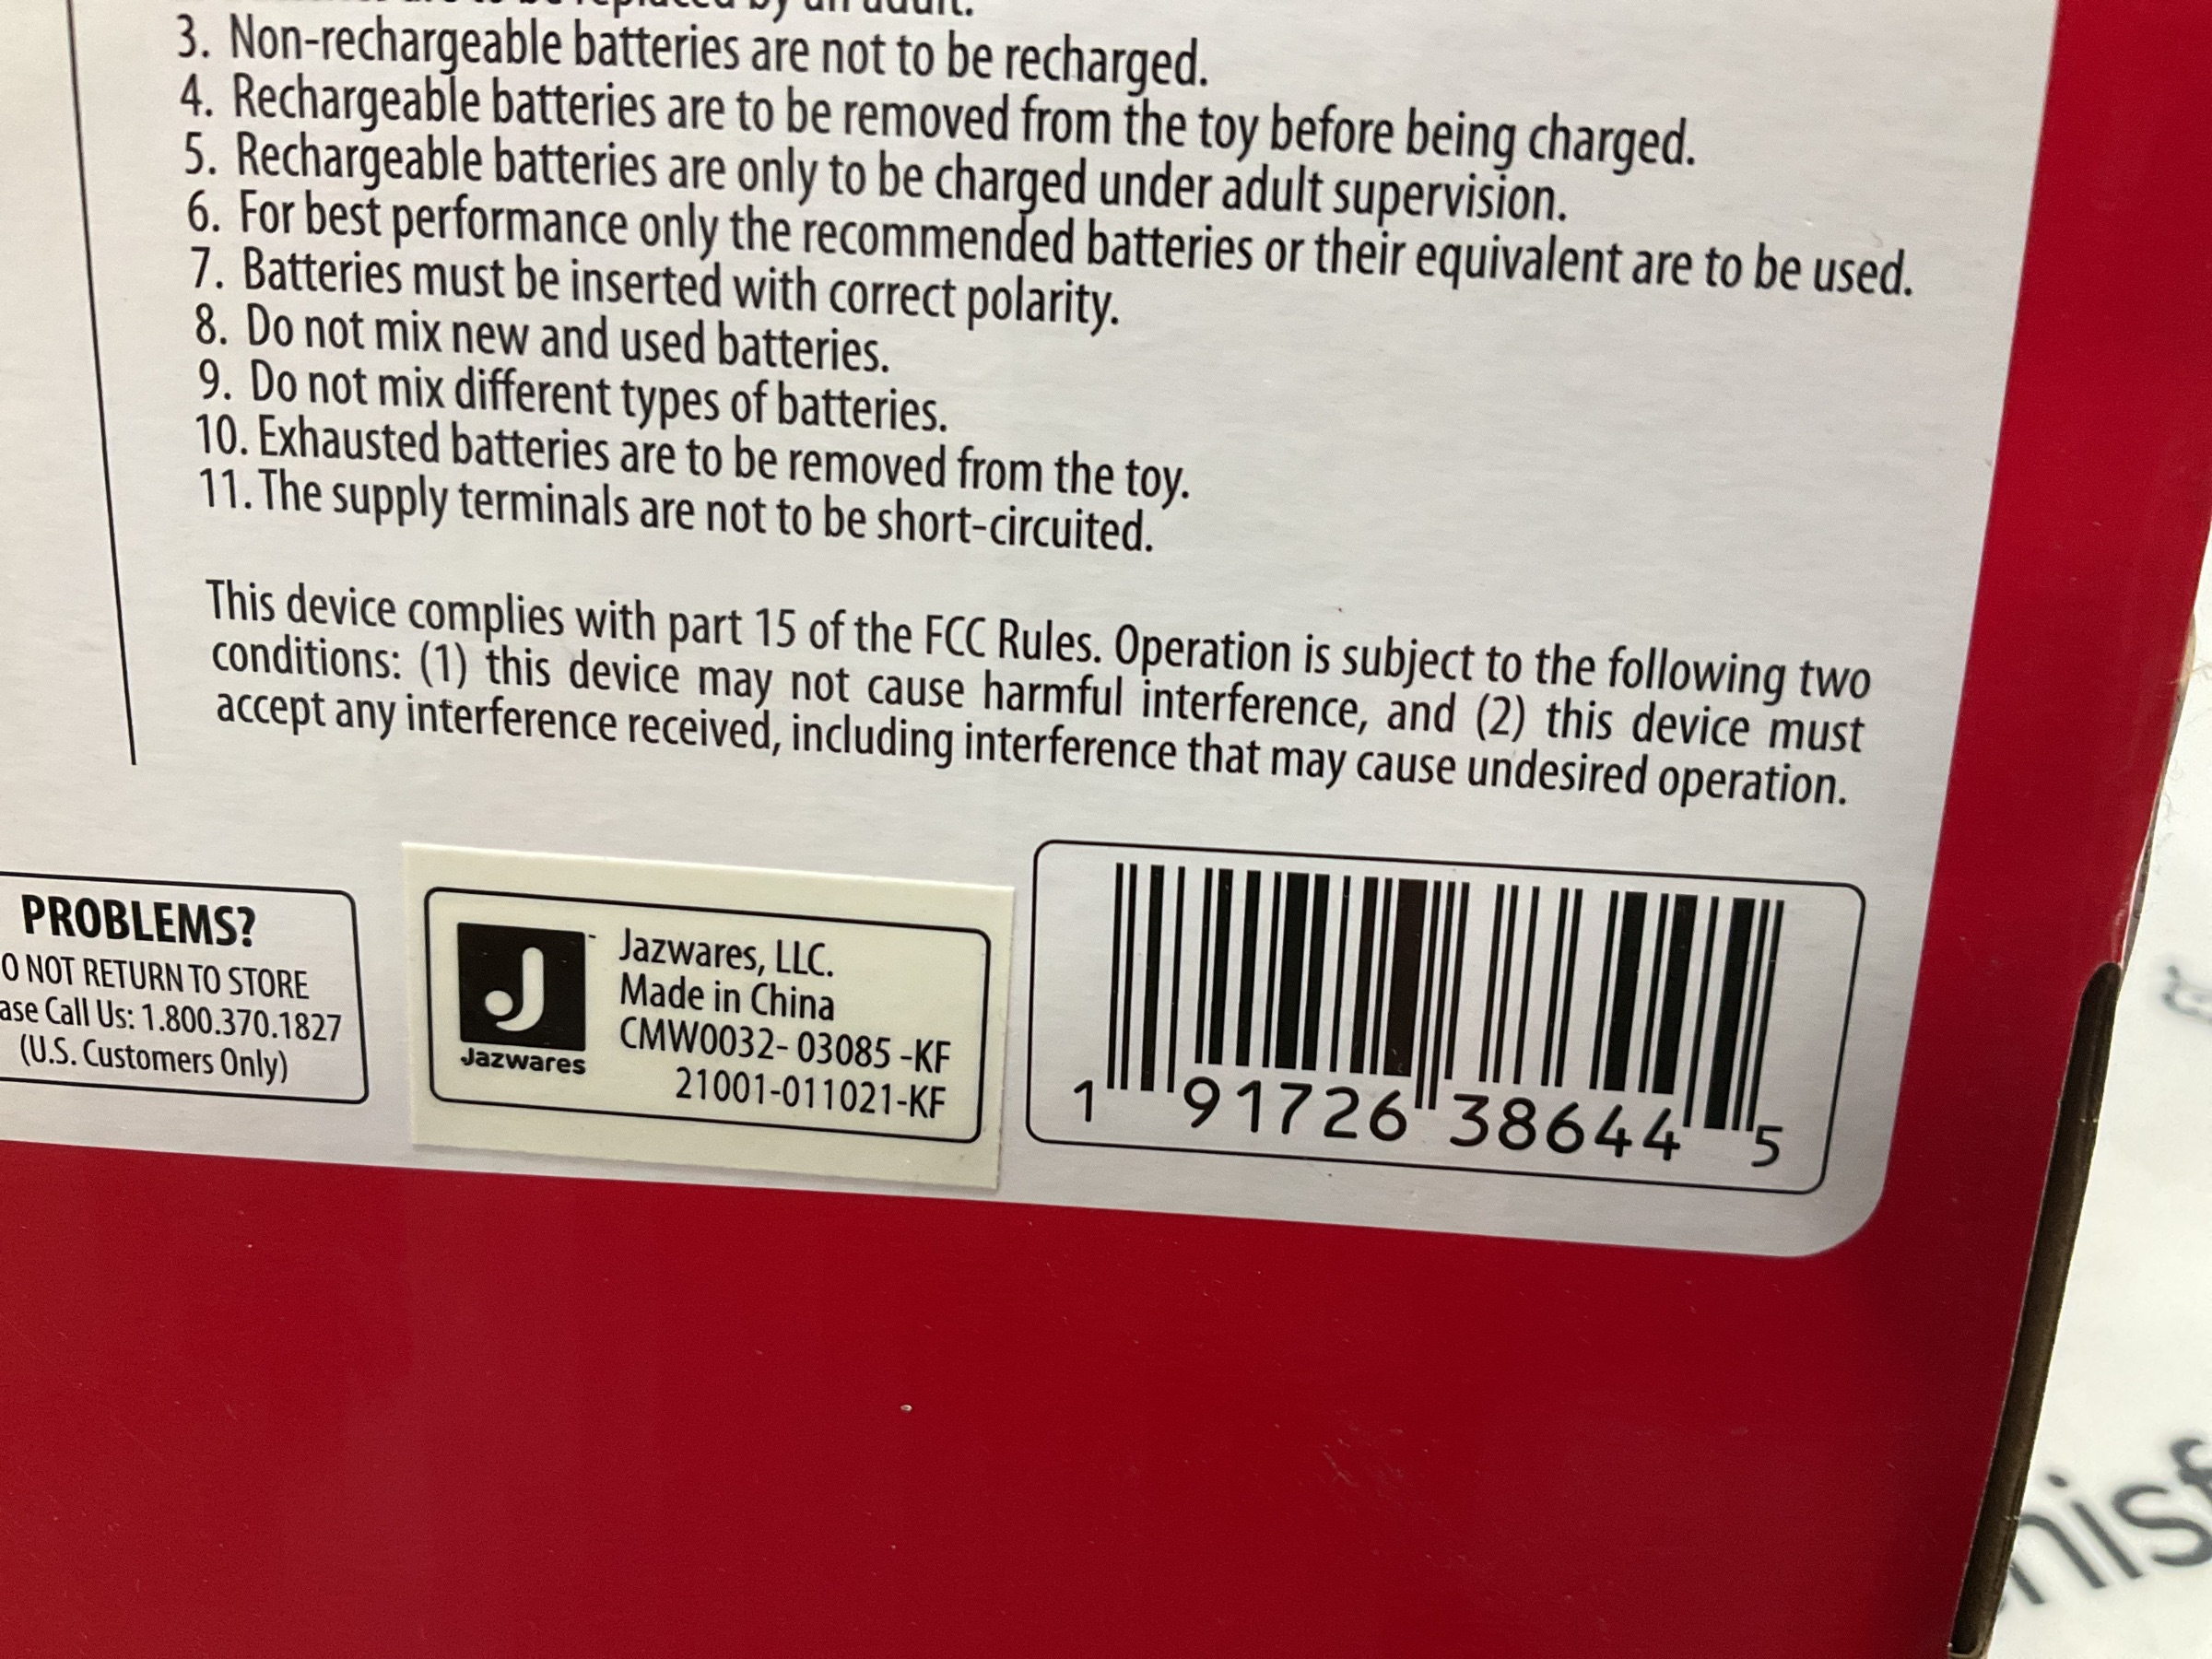 by an adult.
3. Non-rechargeable batteries are not to be recharged.
4. Rechargeable batteries are to be removed from the toy before being charged.
5. Rechargeable batteries are only to be charged under adult supervision.
6. For best performance only the recommended batteries or their equivalent are to be used.
7. Batteries must be inserted with correct polarity.
8. Do not mix new and used batteries.
9. Do not mix different types of batteries.
10. Exhausted batteries are to be removed from the toy.
11. The supply terminals are not to be short-circuited.
This device complies with part 15 of the FCC Rules. Operation is subject to the following two
conditions: (1) this device may not cause harmful interference, and (2) this device must
accept any interference received, including interference that may cause undesired operation.
PROBLEMS?
O NOT RETURN TO STORE
ase Call Us: 1.800.370.1827
(U.S. Customers Only)
J
Jazwares
Jazwares, LLC.
Made in China
CMW0032- 03085 -KF
21001-011021-KF
1 91726 38644 5